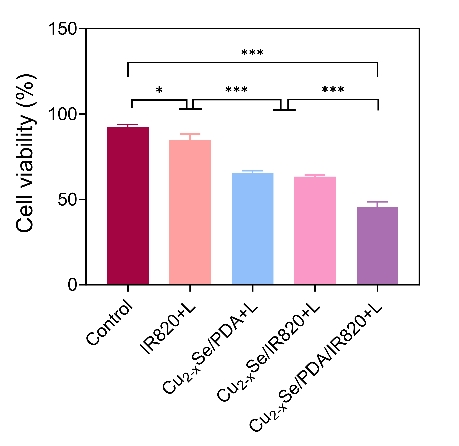 150
***
*
***
***
100
50
0
Cell viability (%)
Control
IR820+L
Cu₂₋ₓSe/PDA+L
Cu₂₋ₓSe/IR820+L
Cu₂₋ₓSe/PDA/IR820+L